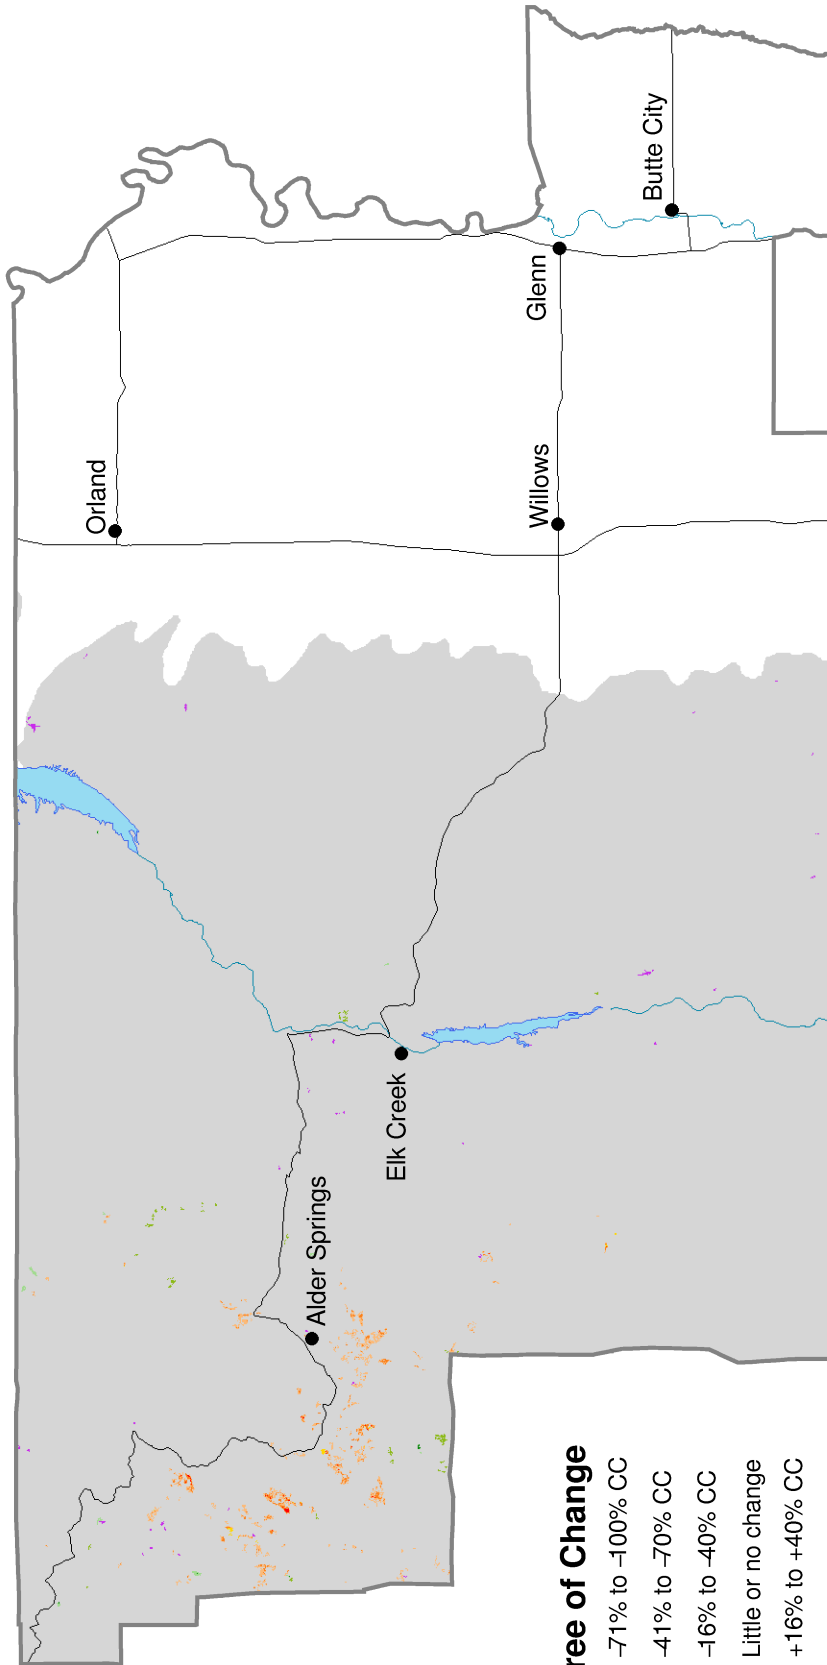 Orland
Willows
Glenn
Butte City
Elk Creek
Alder Springs
ree of Change
-71% to -100% CC
-41% to -70% CC
-16% to -40% CC
Little or no change
+16% to +40% CC